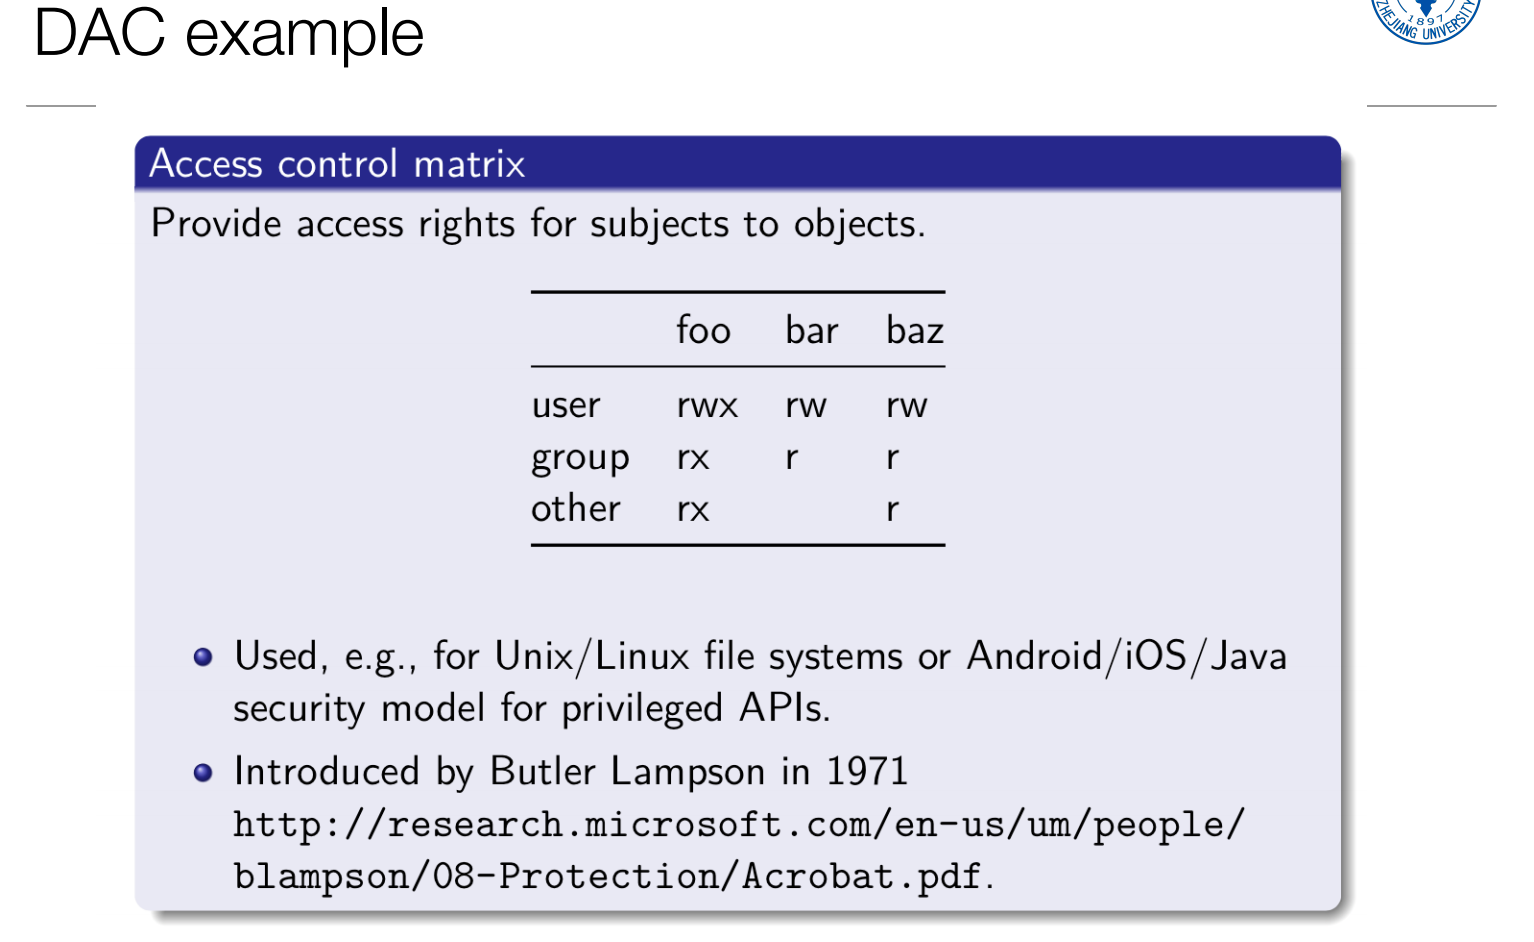 DAC example
ZHEJIANG UNIVERSITY
1897
Access control matrix
Provide access rights for subjects to objects.
foo bar baz
user rwx rw rw
group rx r r
other rx r
Used, e.g., for Unix/Linux file systems or Android/iOS/Java
security model for privileged APIs.
Introduced by Butler Lampson in 1971
http://research.microsoft.com/en-us/um/people/
blampson/08-Protection/Acrobat.pdf.